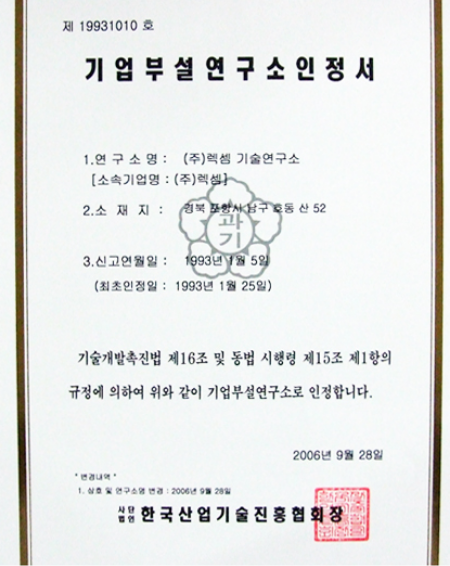 제 19931010 호
기업부설연구소인정서
1.연 구 소 명 : (주)렉셈 기술연구소
[소속기업명 : (주)렉셈]
2.소 재 지 : 경북 포항시 남구 호동 산 52
과기
3.신고연월일 : 1993년 1월 5일
(최초인정일 : 1993년 1월 25일)
기술개발촉진법 제16조 및 동법 시행령 제15조 제1항의
규정에 의하여 위와 같이 기업부설연구소로 인정합니다.
2006년 9월 28일
* 변경내역 *
1. 상호 및 연구소명 변경 : 2006년 9월 28일
사단법인 한국산업기술진흥협회장